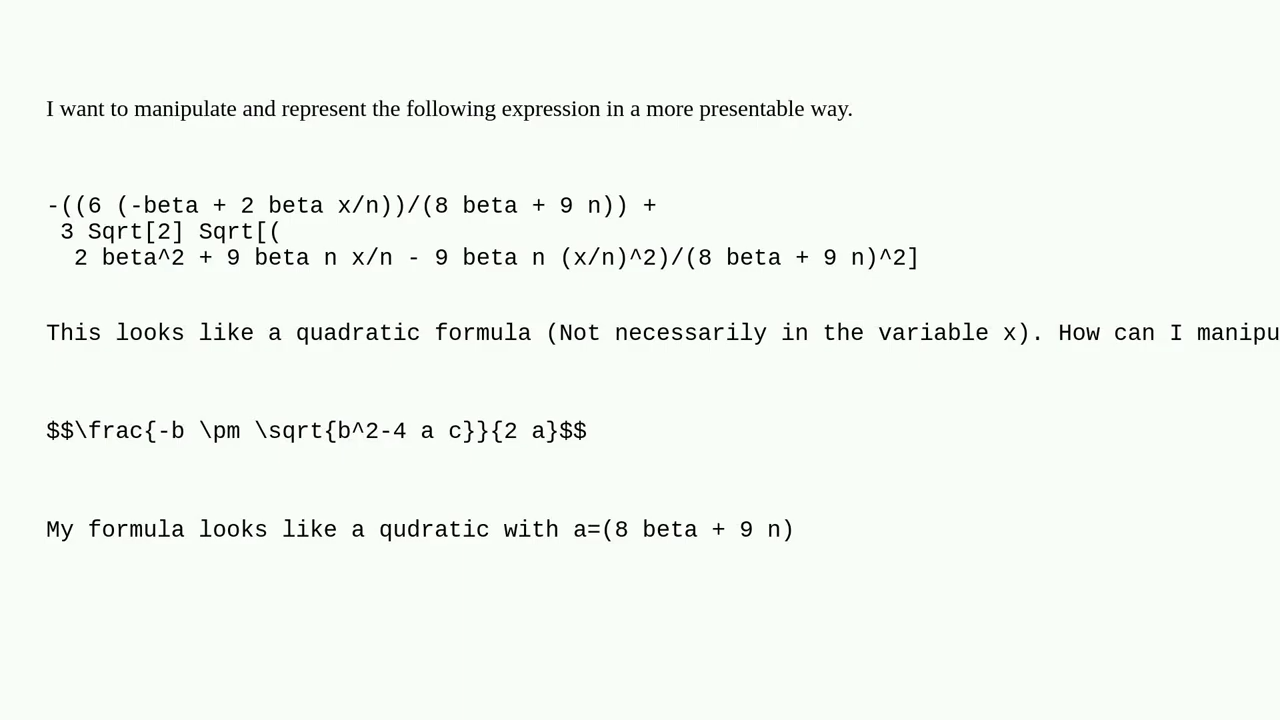 I want to manipulate and represent the following expression in a more presentable way.
-((6 (-beta + 2 beta x/n))/(8 beta + 9 n)) +
3 Sqrt[2] Sqrt[(
2 beta^2 + 9 beta n x/n - 9 beta n (x/n)^2)/(8 beta + 9 n)^2]
This looks like a quadratic formula (Not necessarily in the variable x). How can I manipu
$$\frac{-b \pm \sqrt{b^2-4 a c}}{2 a}$$
My formula looks like a qudratic with a=(8 beta + 9 n)